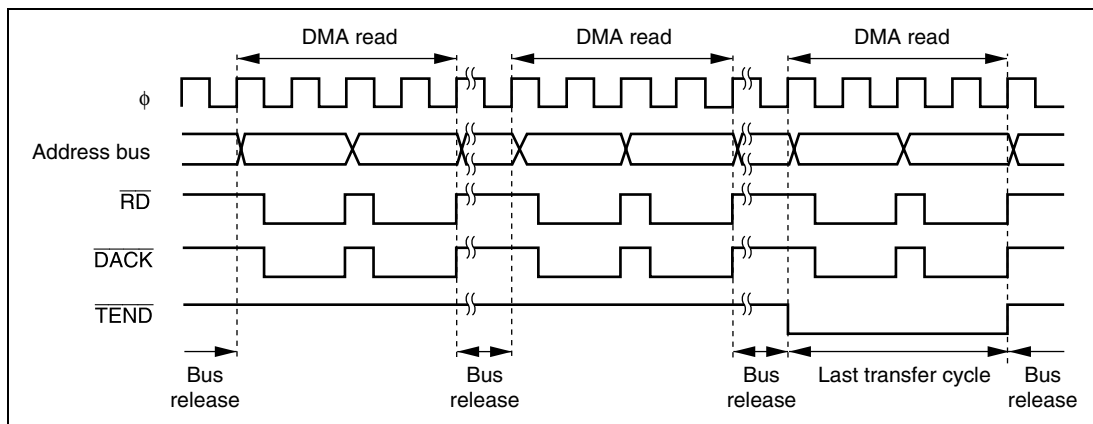 DMA read DMA read DMA read
φ
Address bus
RD
DACK
TEND
Bus release Bus release Bus release Last transfer cycle Bus release